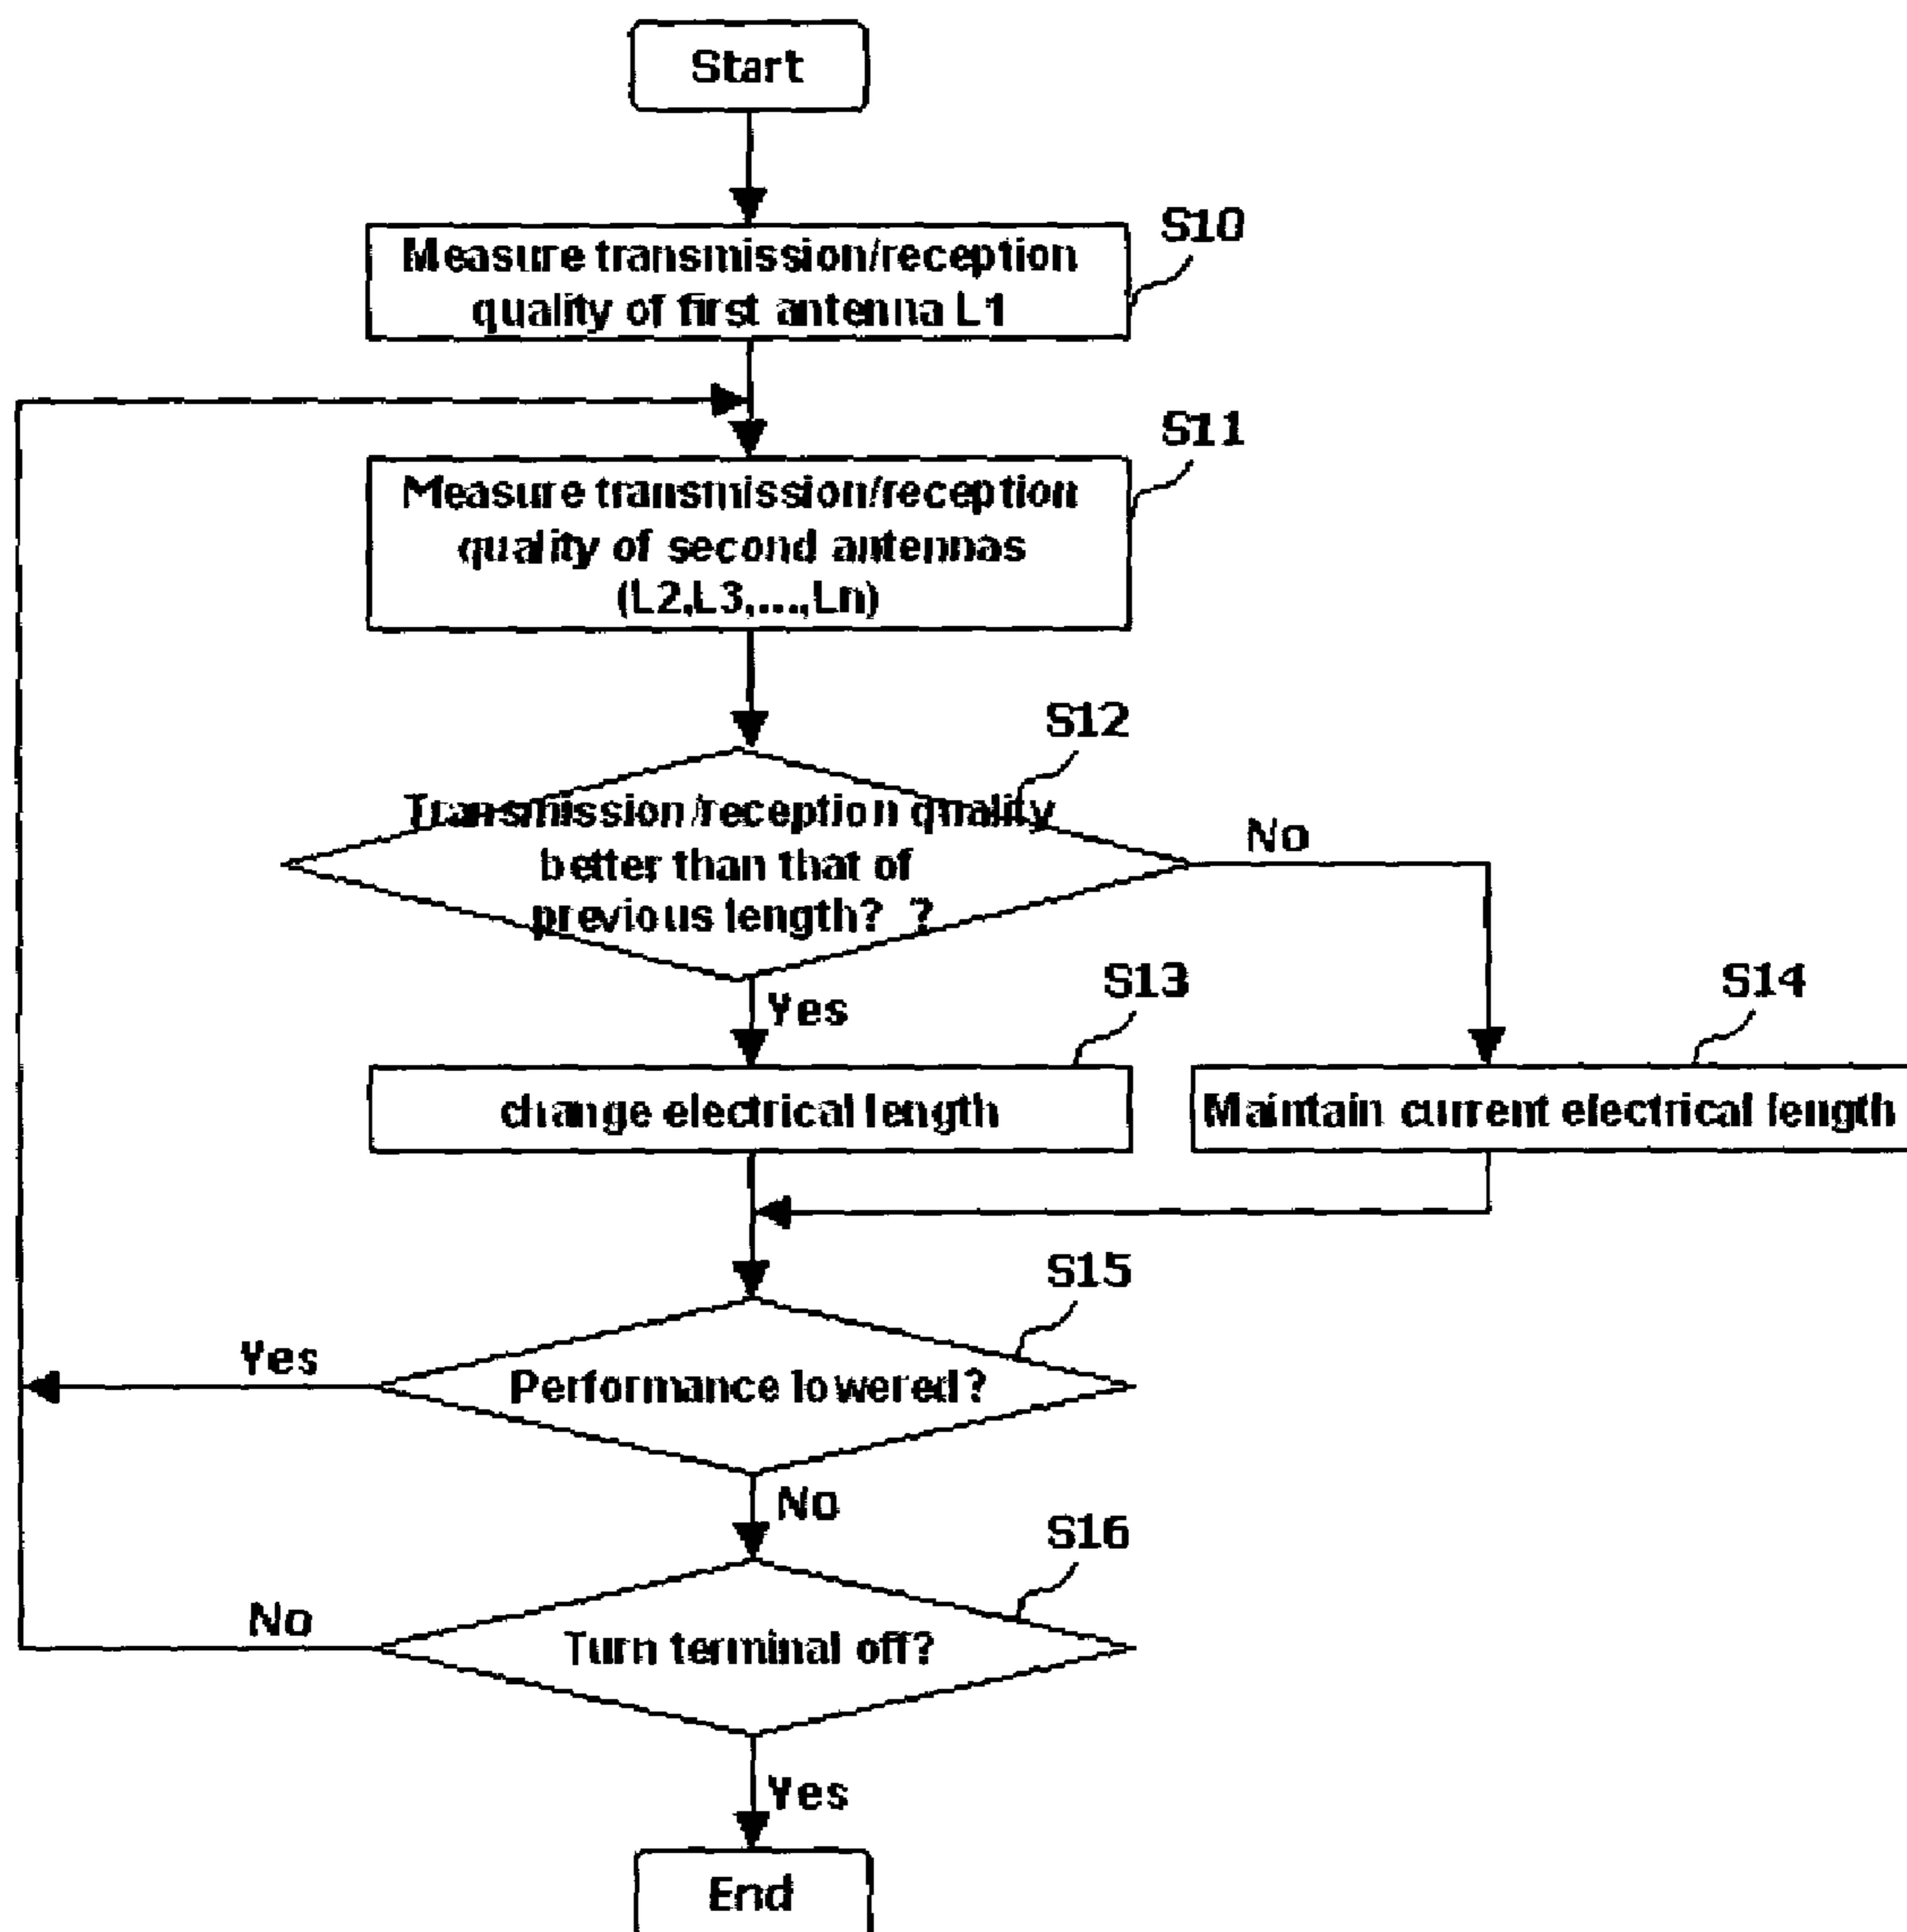 Start
S10
Measure transmission/reception
quality of first antenna L1
S11
Measure transmission/reception
quality of second antennas
(L2,L3,....,Ln)
S12
Transmission/reception quality
better than that of
previous length? ?
No
Yes
S13
change electrical length
S14
Maintain current electrical length
S15
Performance lowered?
Yes
No
S16
Turn terminal off?
No
Yes
End